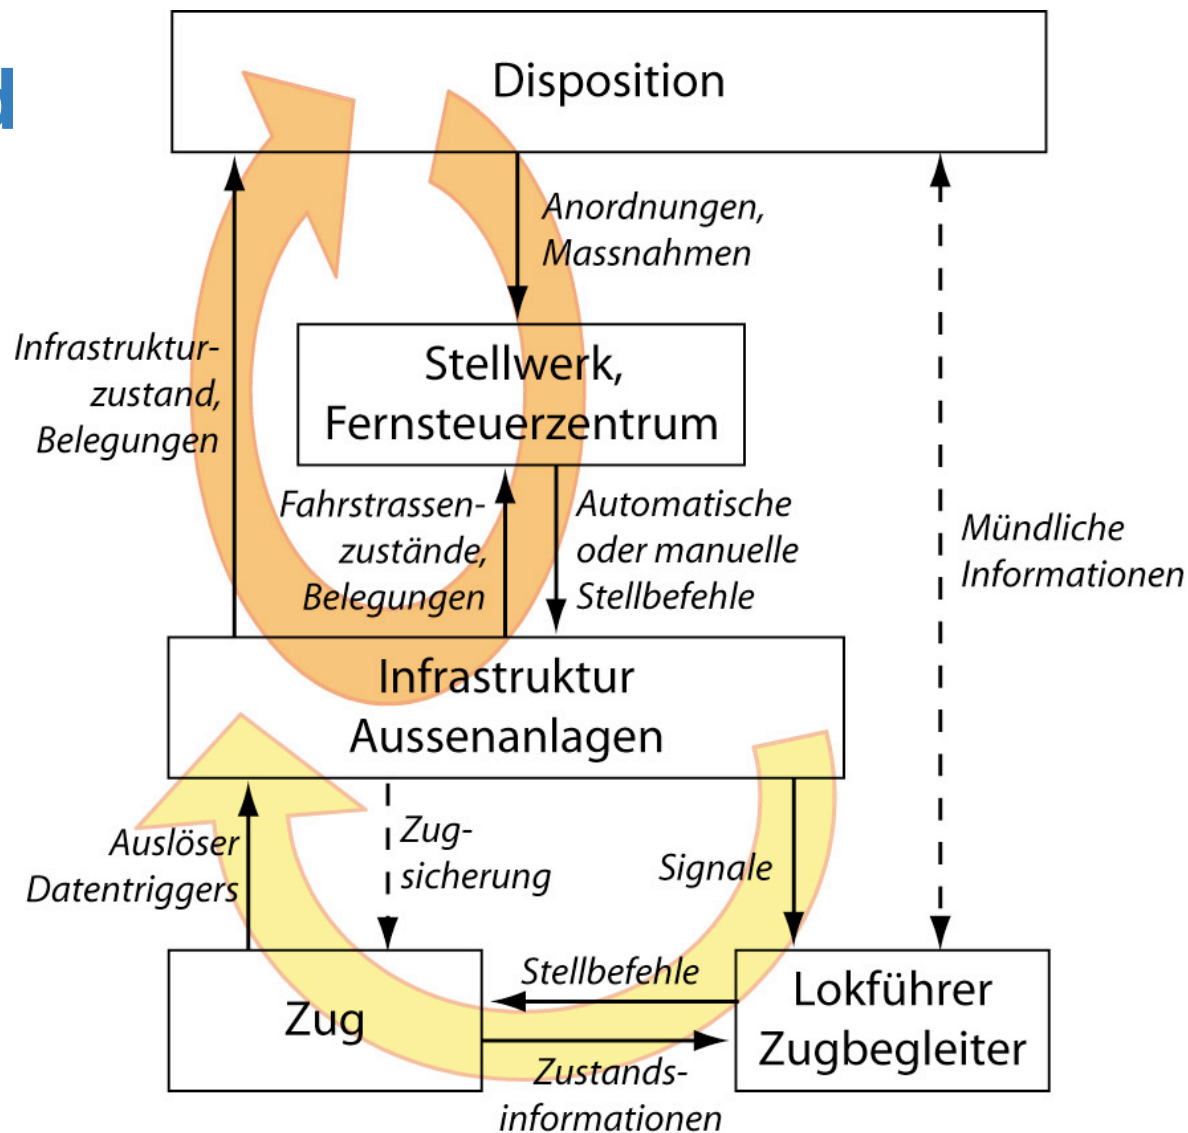 Disposition
Anordnungen,
Massnahmen
Infrastruktur-
zustand,
Belegungen
Stellwerk,
Fernsteuerzentrum
Fahrstrassen-
zustände,
Belegungen
Automatische
oder manuelle
Stellbefehle
Mündliche
Informationen
Infrastruktur
Aussenanlagen
Auslöser
Datentriggers
Zug-
sicherung
Signale
Zug
Stellbefehle
Zustands-
informationen
Lokführer
Zugbegleiter